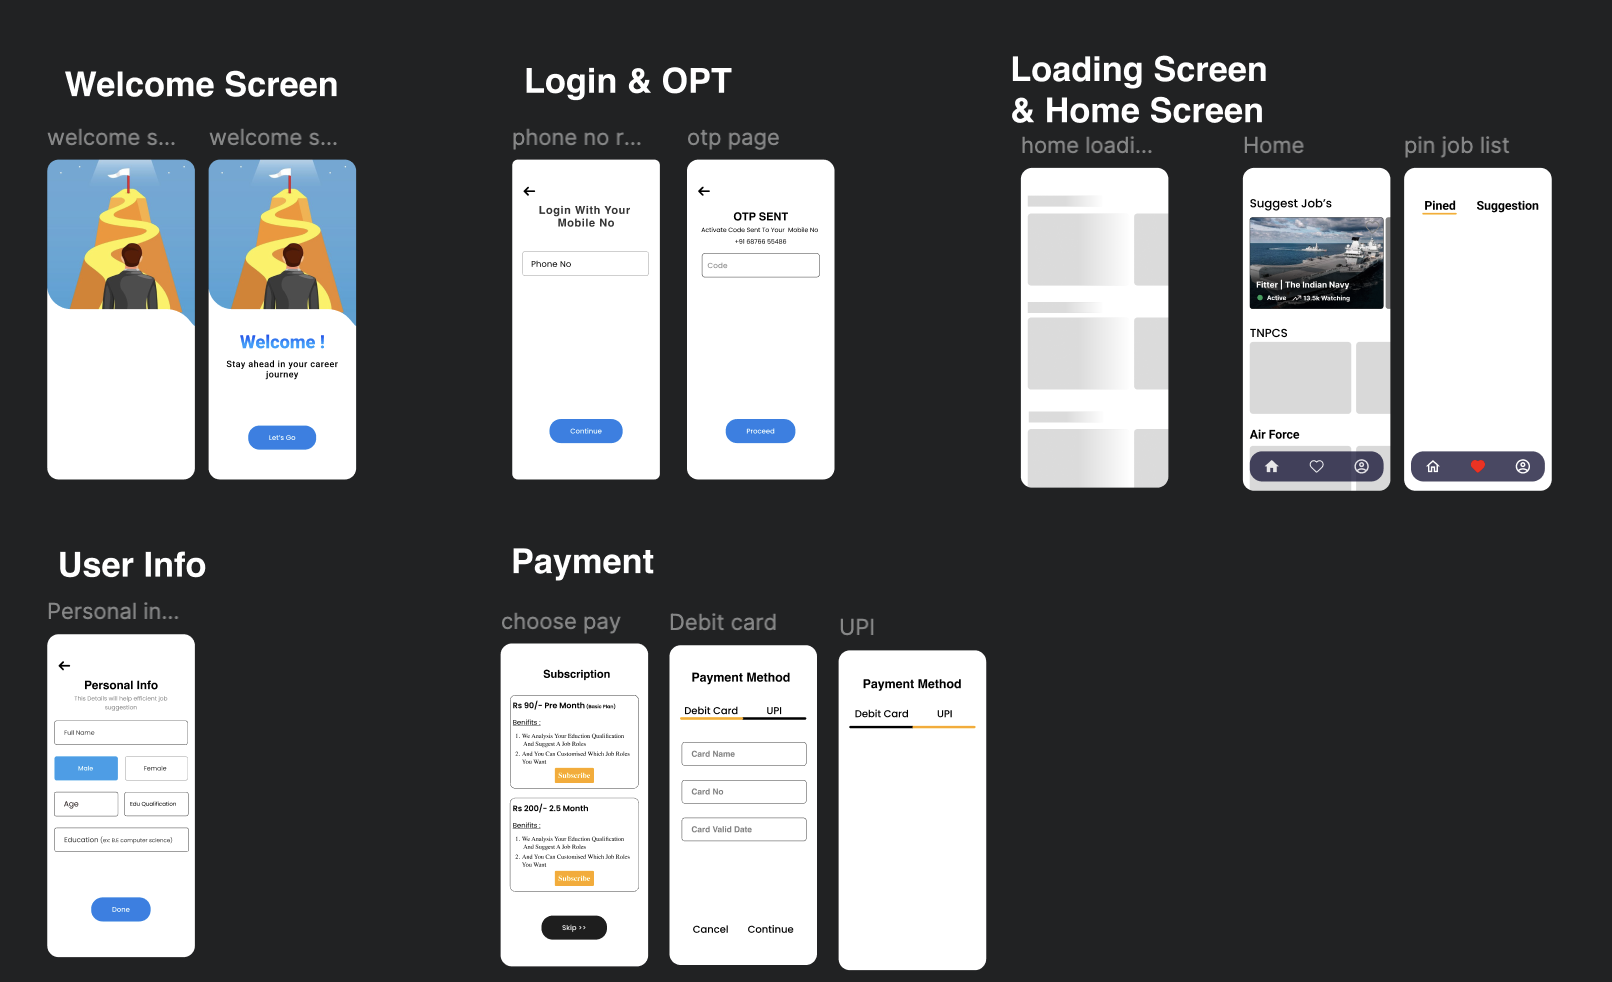 Welcome Screen
welcome s...
welcome s...
Welcome !
Stay ahead in your career
journey
Let's Go
Login & OPT
phone no r...
otp page
Login With Your
Mobile No
Phone No
Continue
OTP SENT
Activate Code Sent To Your Mobile No
+91 68766 55486
Code
Proceed
Loading Screen
& Home Screen
home loadi...
Home
pin job list
Suggest Job's
Fitter | The Indian Navy
Active
13.5k Watching
TNPCS
Air Force
Pined
Suggestion
User Info
Personal in...
Personal Info
This Details will help efficient job
suggestion
Full Name
Male
Female
Age
Edu Qualification
Education (ex: B.E computer science)
Done
Payment
choose pay
Debit card
UPI
Subscription
Rs 90/- Pre Month (Basic Plan)
Benifits :
1. We Analysis Your Eduction Qualification
And Suggest A Job Roles
2. And You Can Customised Which Job Roles
You Want
Subscribe
Rs 200/- 2.5 Month
Benifits :
1. We Analysis Your Eduction Qualification
And Suggest A Job Roles
2. And You Can Customised Which Job Roles
You Want
Subscribe
Skip >>
Payment Method
Debit Card
UPI
Card Name
Card No
Card Valid Date
Cancel
Continue
Payment Method
Debit Card
UPI